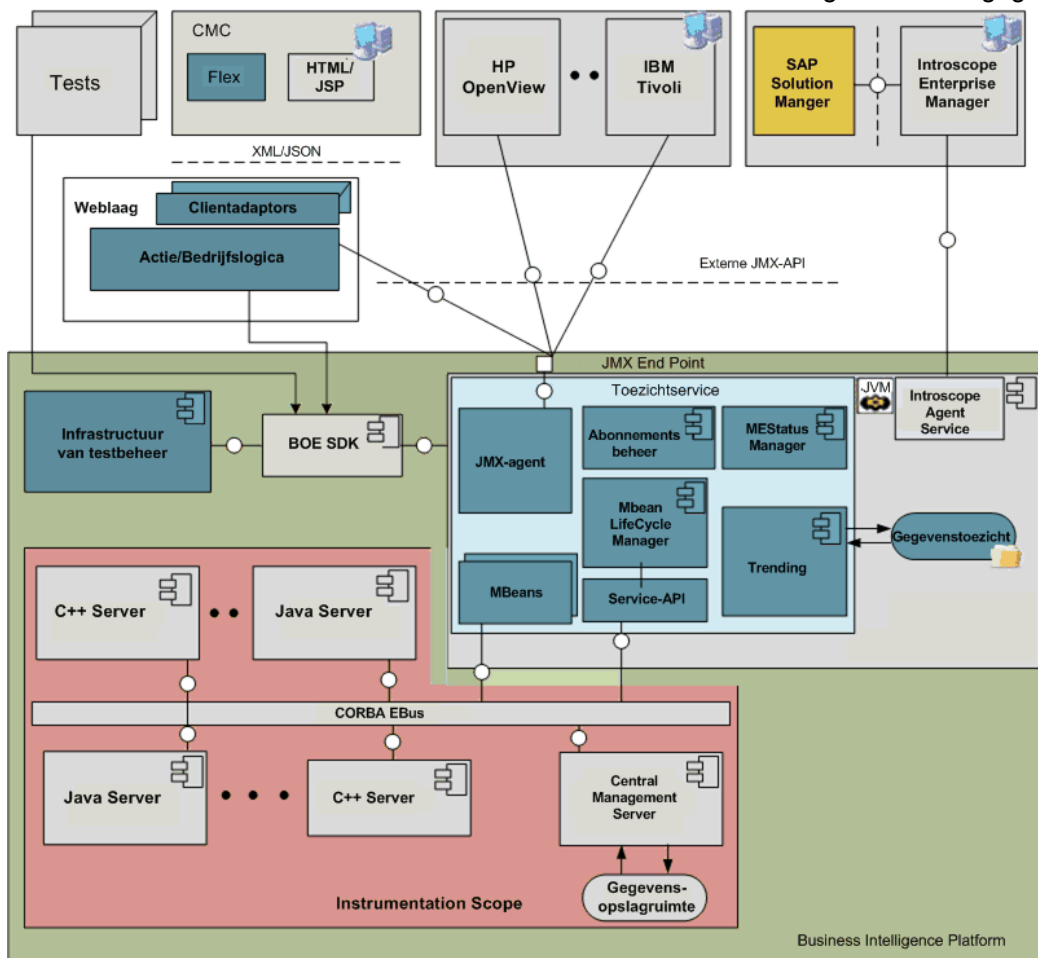 Tests
CMC
Flex
HTML/
JSP
HP
OpenView
IBM
Tivoli
SAP
Solution
Manger
Introscope
Enterprise
Manager
XML/JSON
Weblaag
Clientadaptors
Actie/Bedrijfslogica
Externe JMX-API
JMX End Point
Toezichtservice
JVM
Introscope
Agent
Service
Infrastructuur
van testbeheer
BOE SDK
JMX-agent
Abonnements
beheer
MEStatus
Manager
Mbean
LifeCycle
Manager
Trending
Gegevenstoezicht
MBeans
Service-API
C++ Server
Java Server
CORBA EBus
Java Server
C++ Server
Central
Management
Server
Gegevens-
opslagruimte
Instrumentation Scope
Business Intelligence Platform